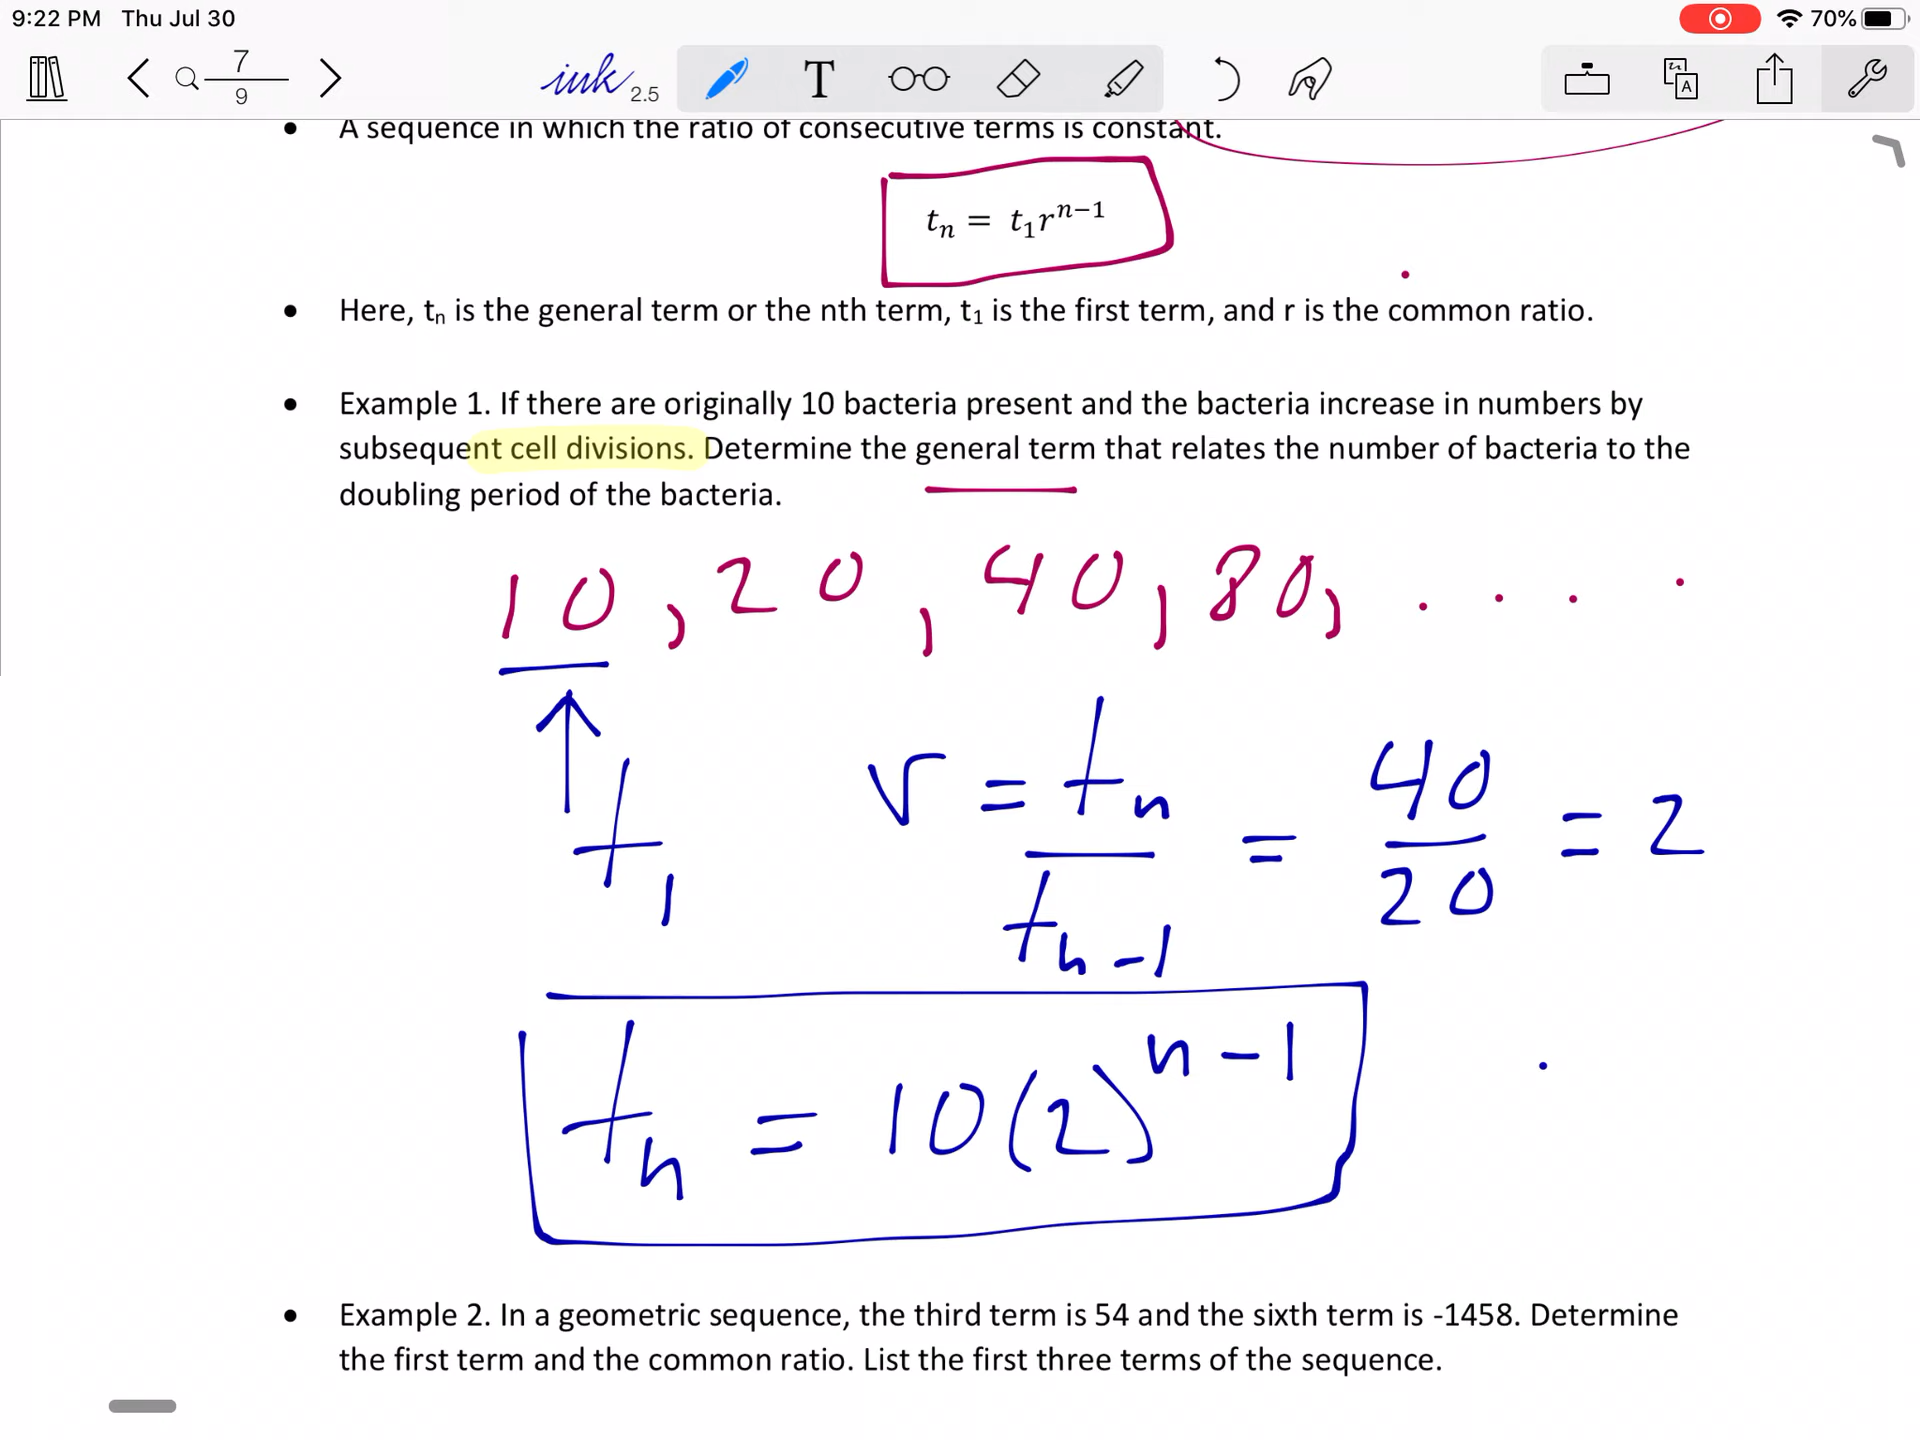 9:22 PM Thu Jul 30 70%
7
9
ink 2.5 T A
• A sequence in which the ratio of consecutive terms is constant.
tₙ = t₁rⁿ⁻¹
• Here, tₙ is the general term or the nth term, t₁ is the first term, and r is the common ratio.
• Example 1. If there are originally 10 bacteria present and the bacteria increase in numbers by
subsequent cell divisions. Determine the general term that relates the number of bacteria to the
doubling period of the bacteria.
10, 20, 40, 80, . . . .
t₁
r = tₙ / tₙ₋₁ = 40 / 20 = 2
tₙ = 10(2)ⁿ⁻¹
• Example 2. In a geometric sequence, the third term is 54 and the sixth term is -1458. Determine
the first term and the common ratio. List the first three terms of the sequence.